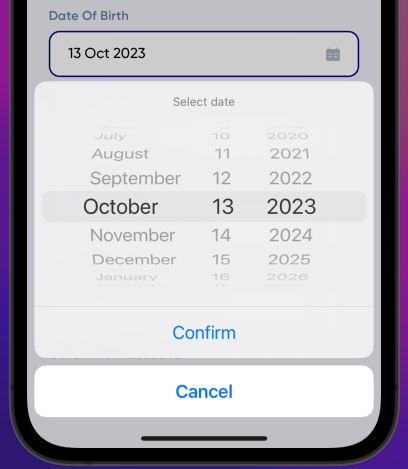 Date Of Birth
13 Oct 2023
Select date
July 10 2020
August 11 2021
September 12 2022
October 13 2023
November 14 2024
December 15 2025
January 16 2026
Confirm
Cancel